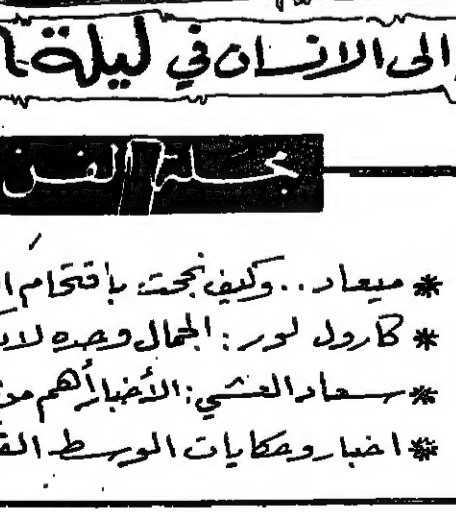 الى الانسان في ليلة
مجلة الفن
* ميعاد .. وكيف نجحت باقتحام
* كارول لور : الجمال وحده
* سعاد العشي : الأخبار أهم
* اخبار وحكايات الوسط